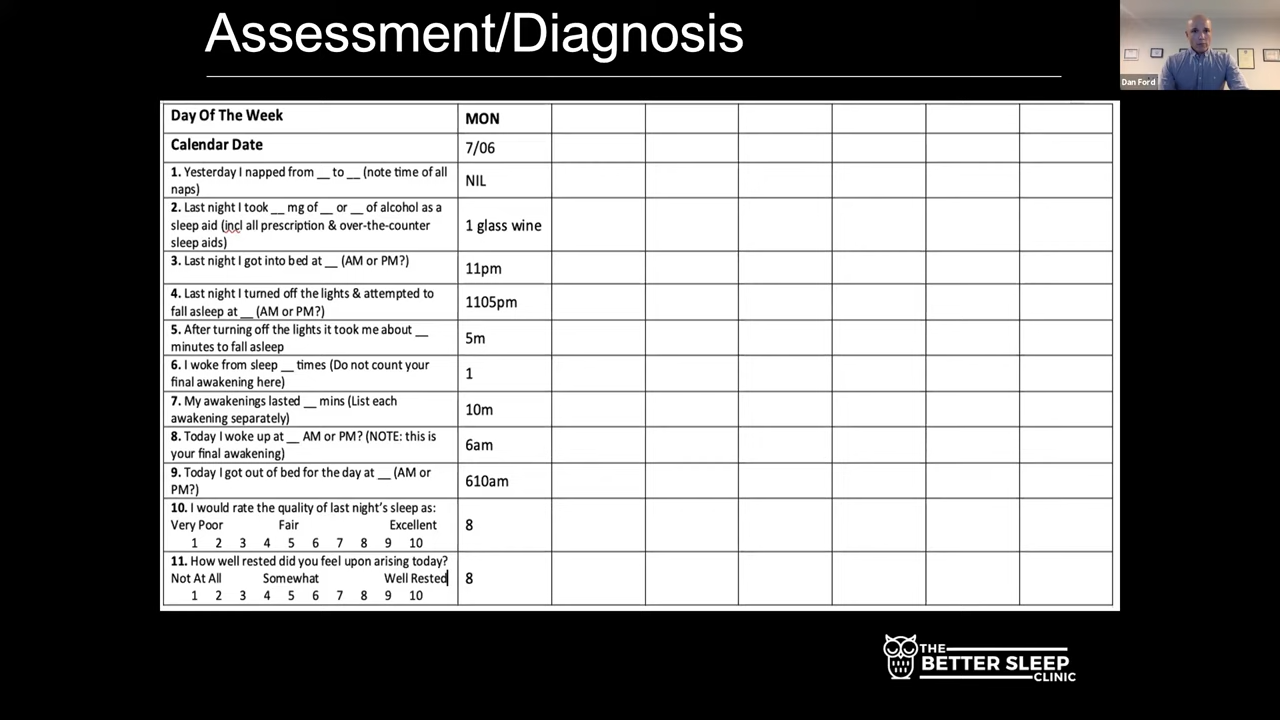 Assessment/Diagnosis
Dan Ford
Day Of The Week MON
Calendar Date 7/06
1. Yesterday I napped from __ to __ (note time of all
naps)
NIL
2. Last night I took __ mg of __ or __ of alcohol as a
sleep aid (incl all prescription & over-the-counter
sleep aids)
1 glass wine
3. Last night I got into bed at __ (AM or PM?)
11pm
4. Last night I turned off the lights & attempted to
fall asleep at __ (AM or PM?)
1105pm
5. After turning off the lights it took me about __
minutes to fall asleep
5m
6. I woke from sleep __ times (Do not count your
final awakening here)
1
7. My awakenings lasted __ mins (List each
awakening separately)
10m
8. Today I woke up at __ AM or PM? (NOTE: this is
your final awakening)
6am
9. Today I got out of bed for the day at __ (AM or
PM?)
610am
10. I would rate the quality of last night's sleep as:
Very Poor Fair Excellent
1 2 3 4 5 6 7 8 9 10
8
11. How well rested did you feel upon arising today?
Not At All Somewhat Well Rested
1 2 3 4 5 6 7 8 9 10
8
THE
BETTER SLEEP
CLINIC